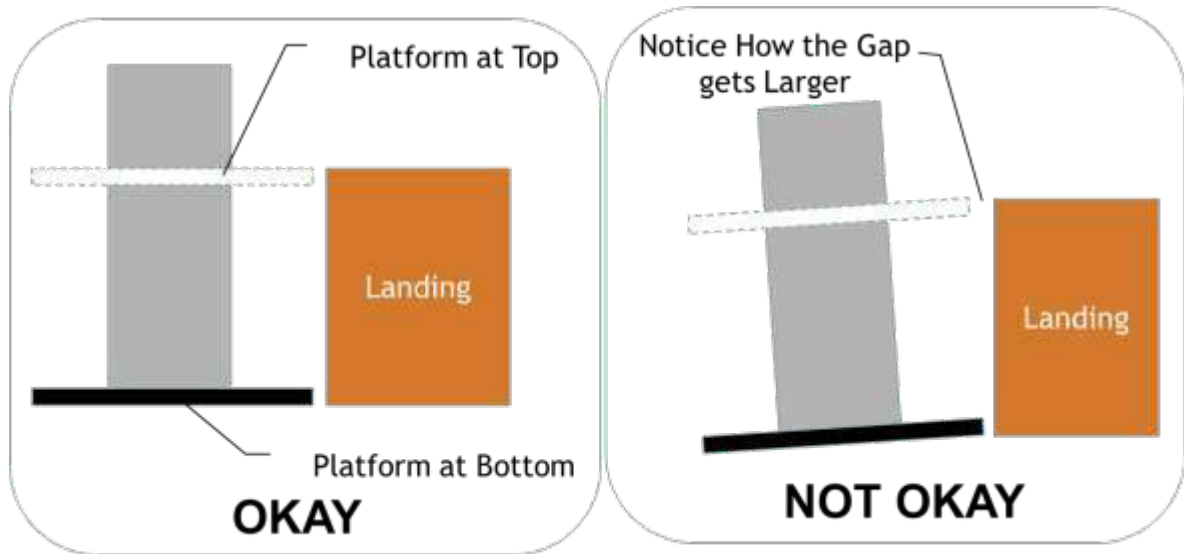 Platform at Top
Landing
Platform at Bottom
OKAY
Notice How the Gap
gets Larger
Landing
NOT OKAY